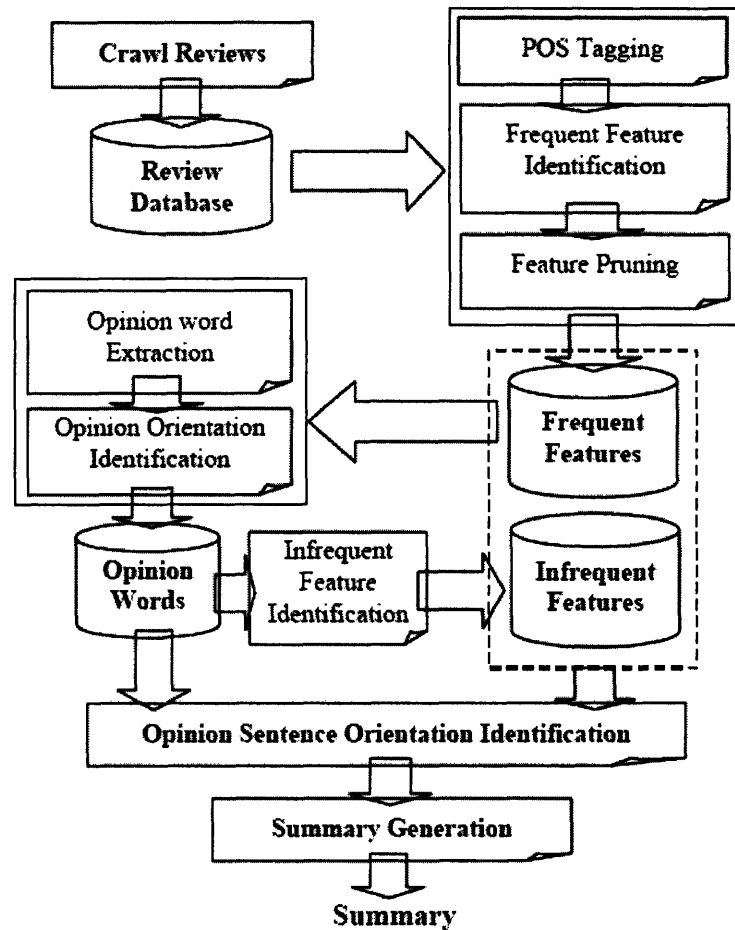 Crawl Reviews
Review
Database
POS Tagging
Frequent Feature
Identification
Feature Pruning
Opinion word
Extraction
Opinion Orientation
Identification
Frequent
Features
Opinion
Words
Infrequent
Feature
Identification
Infrequent
Features
Opinion Sentence Orientation Identification
Summary Generation
Summary